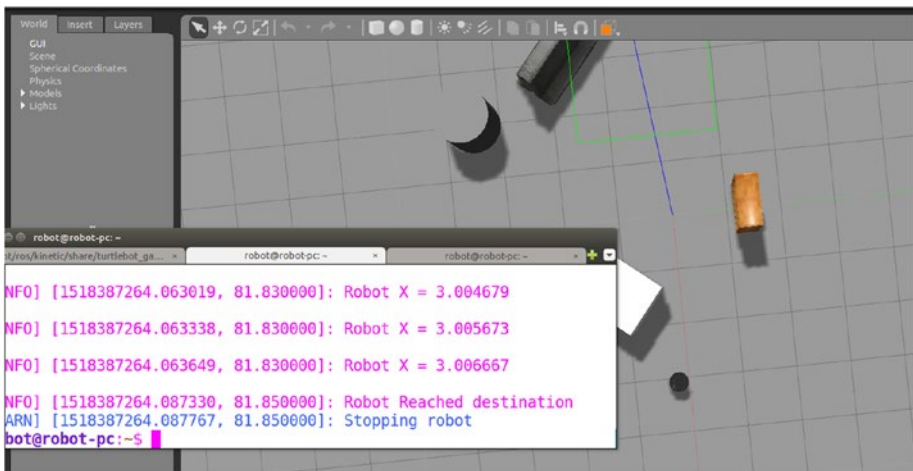 World Insert Layers
GUI
Scene
Spherical Coordinates
Physics
Models
Lights
robot@robot-pc: ~
t/ros/kinetic/share/turtlebot_ga... × robot@robot-pc: ~ × robot@robot-pc: ~ ×
NFO] [1518387264.063019, 81.830000]: Robot X = 3.004679
NFO] [1518387264.063338, 81.830000]: Robot X = 3.005673
NFO] [1518387264.063649, 81.830000]: Robot X = 3.006667
NFO] [1518387264.087330, 81.850000]: Robot Reached destination
ARN] [1518387264.087767, 81.850000]: Stopping robot
bot@robot-pc:~$